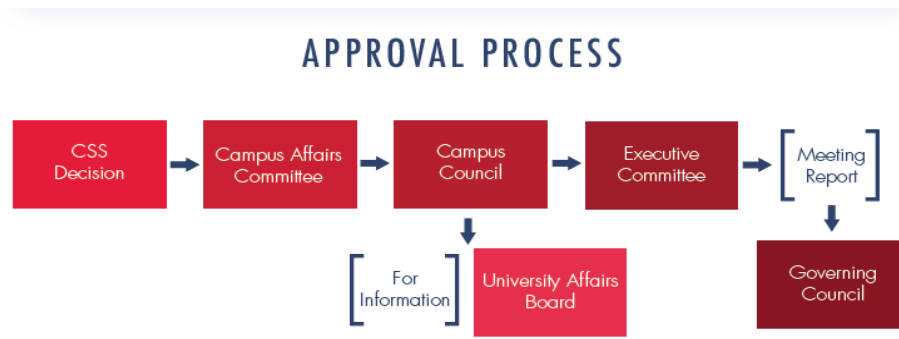 APPROVAL PROCESS
CSS
Decision
Campus Affairs
Committee
Campus
Council
Executive
Committee
Meeting
Report
For
Information
University Affairs
Board
Governing
Council